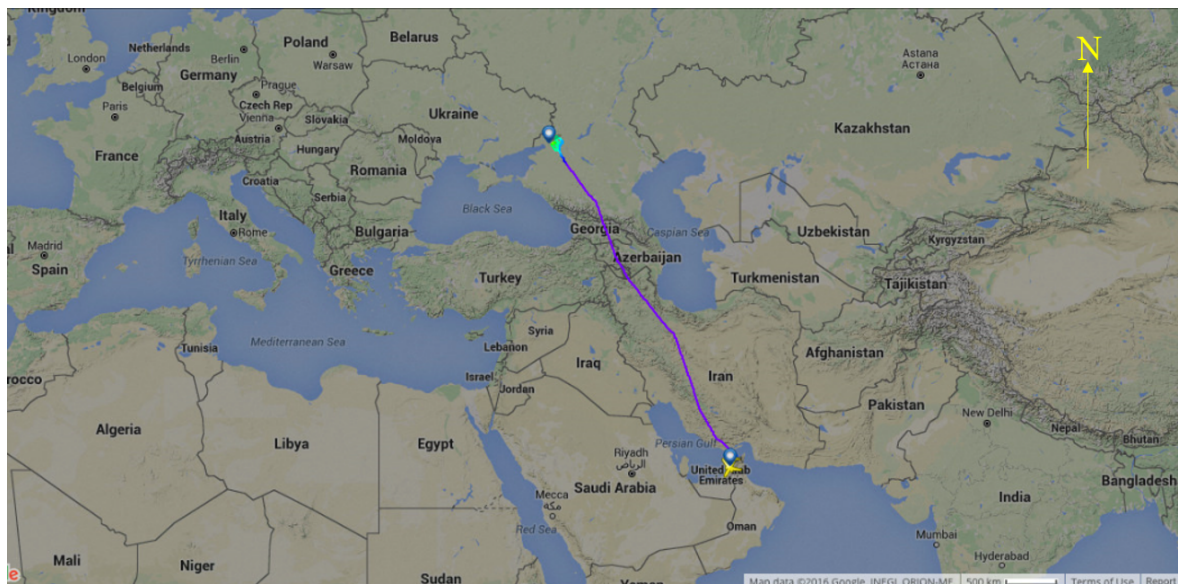 Kingdom
Netherlands
London
Berlin
Poland
Warsaw
Belarus
Germany
Belgium
Prague
Czech Rep
Paris
Vienna
Slovakia
Ukraine
Astana
Астана
N
Kazakhstan
Austria
Hungary
Moldova
France
Croatia
Romania
Serbia
Italy
Rome
Bulgaria
Black Sea
Georgia
Caspian Sea
Azerbaijan
Uzbekistan
Kyrgyzstan
Madrid
Spain
Tyrrhenian Sea
Greece
Turkey
Turkmenistan
Tajikistan
Tunisia
Mediterranean Sea
Syria
Lebanon
Iraq
Iran
Afghanistan
Israel
Jordan
orocco
Algeria
Libya
Egypt
Persian Gulf
Pakistan
New Delhi
Nepal
Bhutan
Riyadh
الرياض
United Arab
Emirates
Saudi Arabia
Bangladesh
India
Mecca
مكة
Red Sea
Oman
Mumbai
Hyderabad
Mali
Niger
Sudan
Yemen
Map data ©2016 Google, INEGI, ORION-ME
500 km
Terms of Use
Report